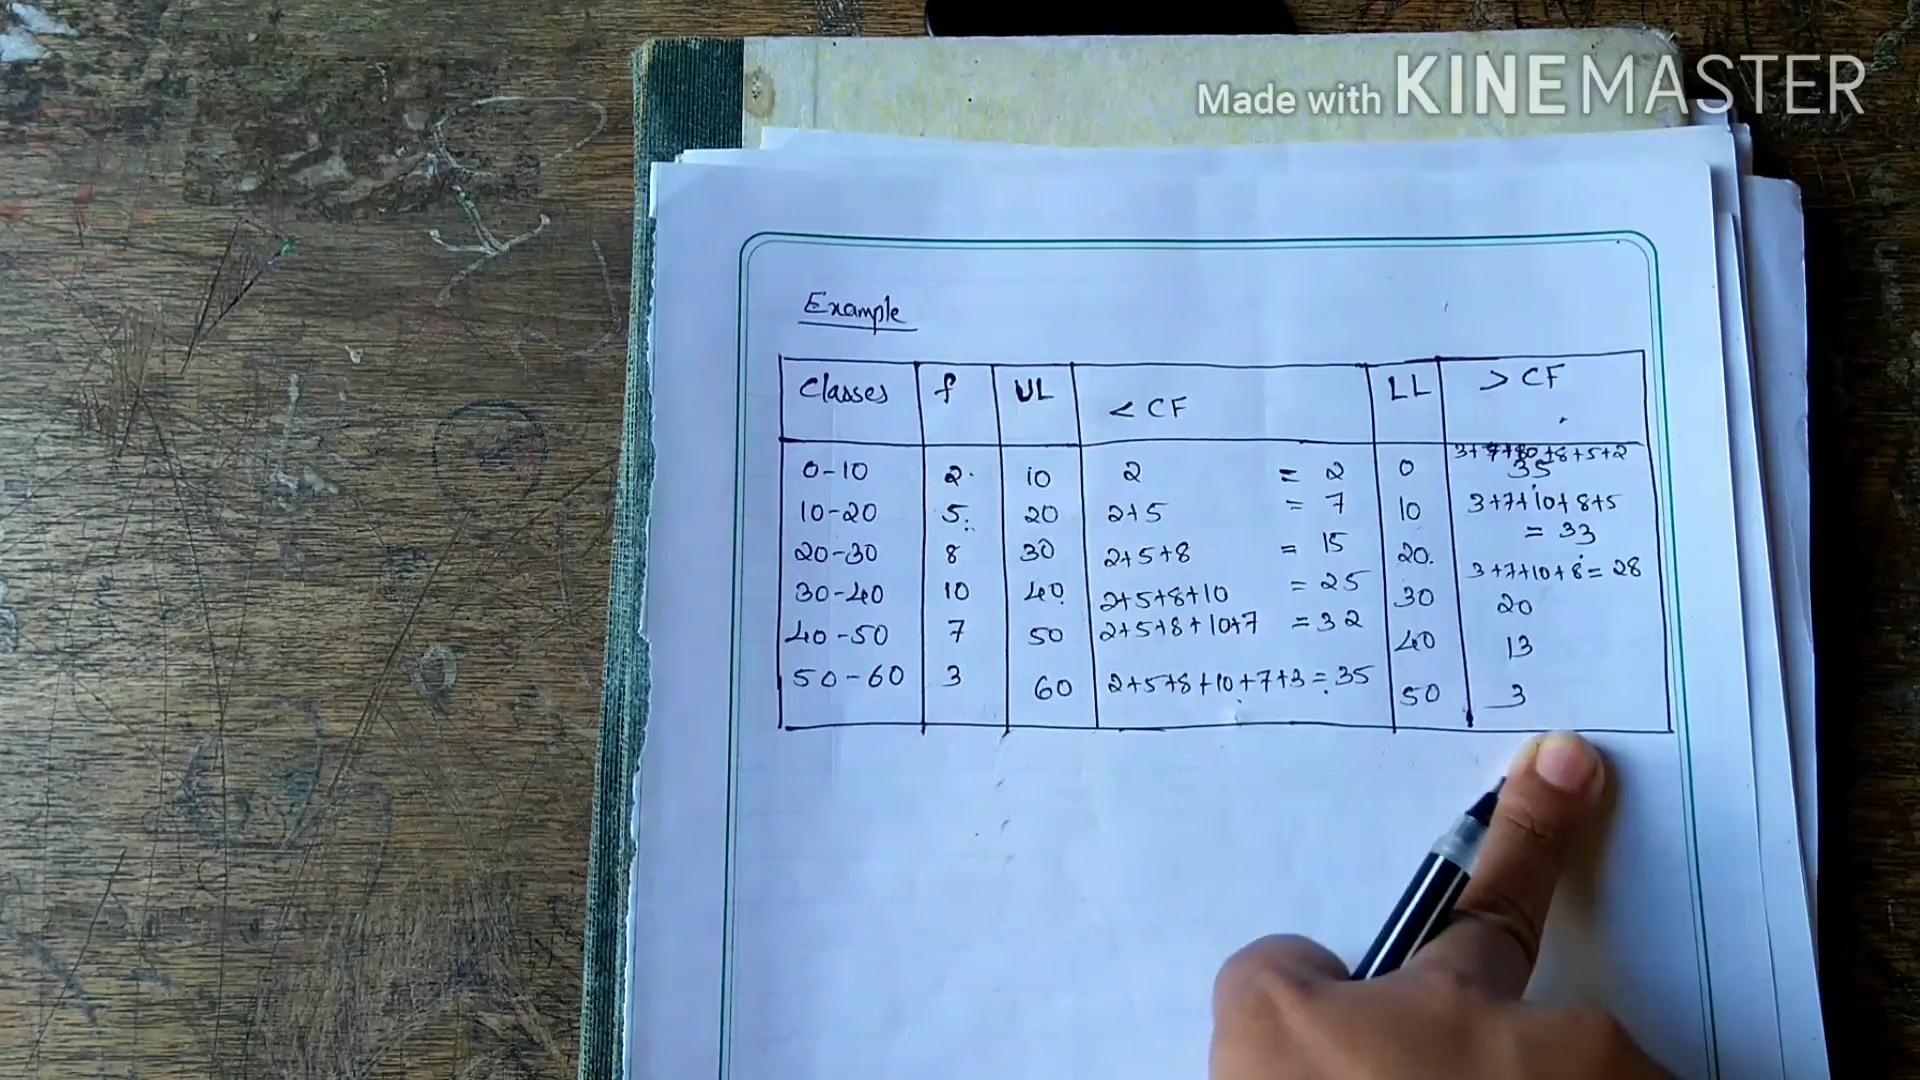 Made with KINEMASTER
Example
Classes f UL < CF LL > CF
3+7+10+8+5+2
0-10 2 10 2 = 2 0 35
10-20 5 20 2+5 = 7 10 3+7+10+8+5
= 33
20-30 8 30 2+5+8 = 15 20 3+7+10+8=28
30-40 10 40 2+5+8+10 =25 30 20
40-50 7 50 2+5+8+10+7 =32 40 13
50-60 3 60 2+5+8+10+7+3=35 50 3